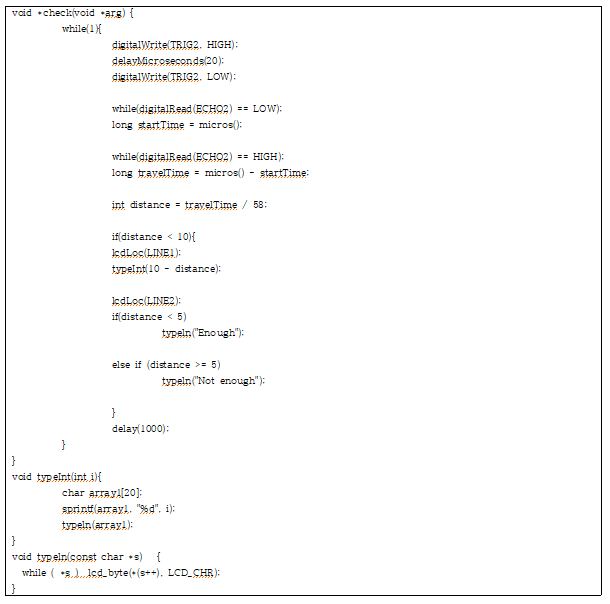 void *check(void *arg) {
while(1){
digitalWrite(TRIG2, HIGH);
delayMicroseconds(20);
digitalWrite(TRIG2, LOW);
while(digitalRead(ECHO2) == LOW);
long startTime = micros();
while(digitalRead(ECHO2) == HIGH);
long travelTime = micros() - startTime;
int distance = travelTime / 58;
if(distance < 10){
lcdLoc(LINE1);
typeInt(10 - distance);
lcdLoc(LINE2);
if(distance < 5)
typeln("Enough");
else if (distance >= 5)
typeln("Not enough");
}
delay(1000);
}
}
void typeInt(int i){
char array1[20];
sprintf(array1, "%d", i);
typeln(array1);
}
void typeln(const char *s) {
while ( *s ) lcd_byte(*(s++), LCD_CHR);
}